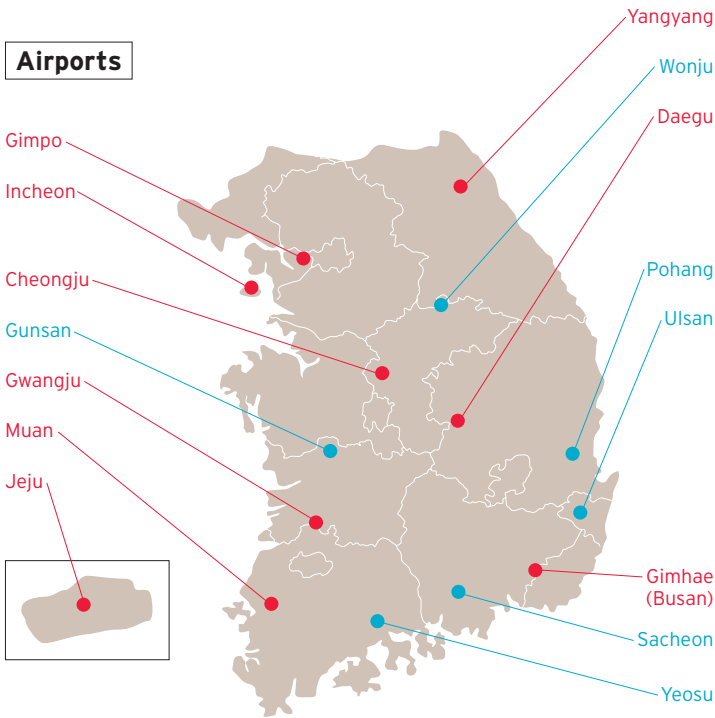 Airports
Gimpo
Incheon
Cheongju
Gunsan
Gwangju
Muan
Jeju
Yangyang
Wonju
Daegu
Pohang
Ulsan
Gimhae
(Busan)
Sacheon
Yeosu